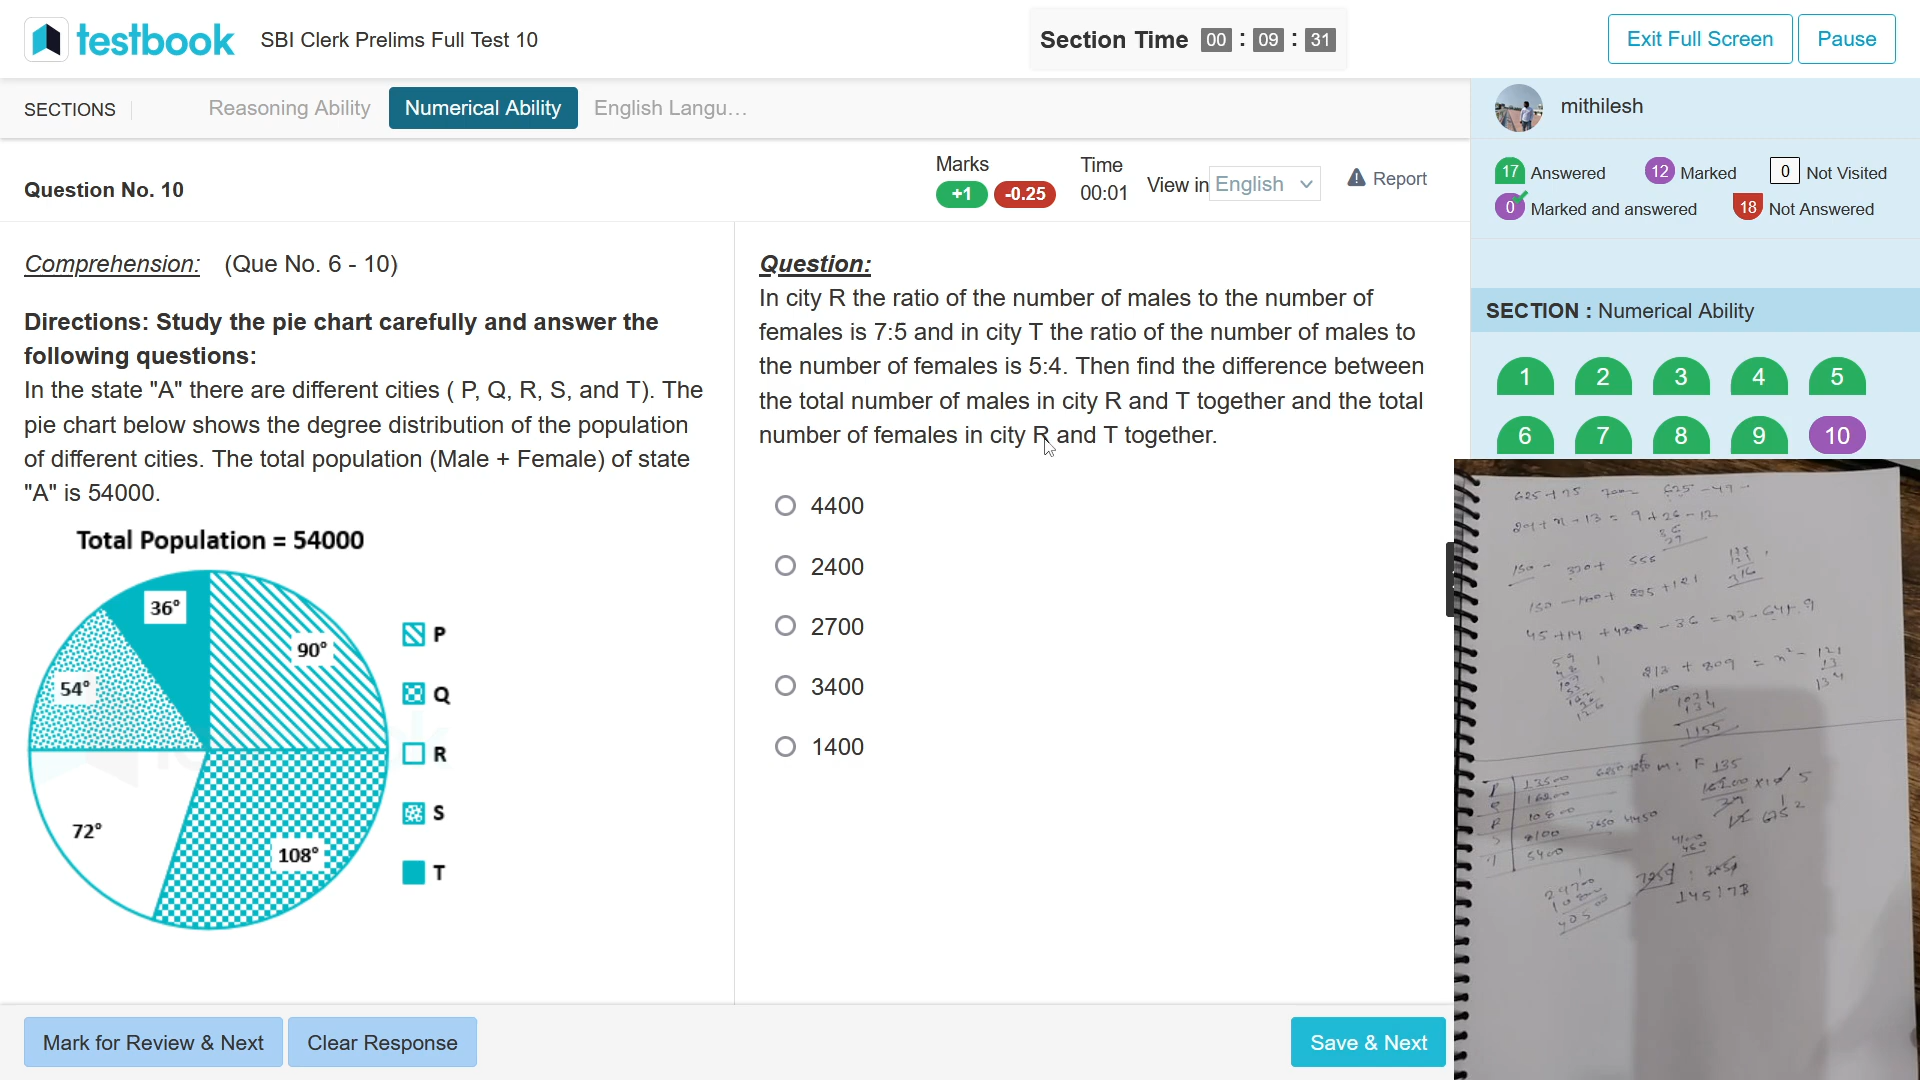 testbook
SBI Clerk Prelims Full Test 10
Section Time 00 : 09 : 31
Exit Full Screen
Pause
SECTIONS
Reasoning Ability
Numerical Ability
English Langu...
mithilesh
17 Answered
12 Marked
0 Not Visited
0 Marked and answered
18 Not Answered
Question No. 10
Marks
+1 -0.25
Time
00:01
View in English
Report
Comprehension: (Que No. 6 - 10)
Directions: Study the pie chart carefully and answer the
following questions:
In the state "A" there are different cities ( P, Q, R, S, and T). The
pie chart below shows the degree distribution of the population
of different cities. The total population (Male + Female) of state
"A" is 54000.
Total Population = 54000
36°
90°
54°
72°
108°
P
Q
R
S
T
Question:
In city R the ratio of the number of males to the number of
females is 7:5 and in city T the ratio of the number of males to
the number of females is 5:4. Then find the difference between
the total number of males in city R and T together and the total
number of females in city R and T together.
4400
2400
2700
3400
1400
SECTION : Numerical Ability
1 2 3 4 5
6 7 8 9 10
Mark for Review & Next
Clear Response
Save & Next
555
10800
8100
5400
1155